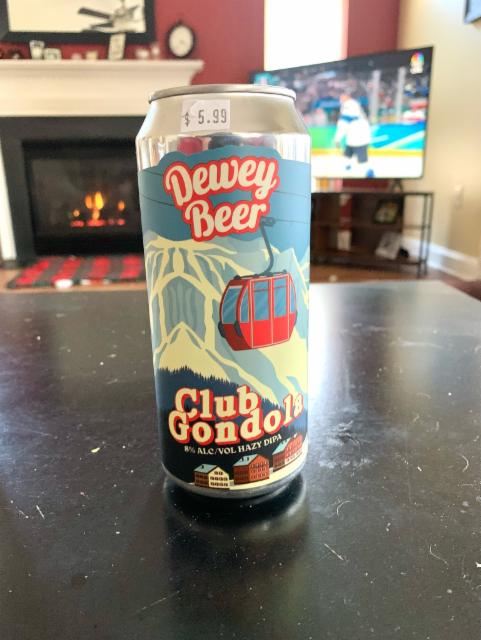 $ 5.99
Dewey
Beer
Club
Gondola
8% ALC/VOL HAZY DIPA